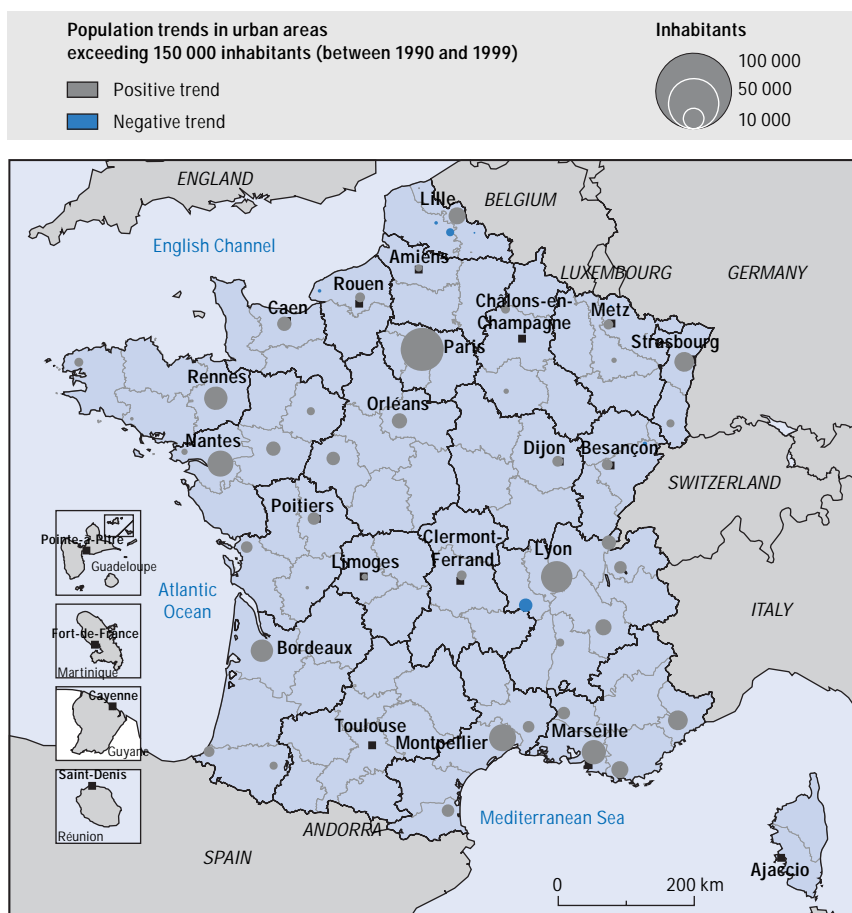 Population trends in urban areas
exceeding 150 000 inhabitants (between 1990 and 1999)
Positive trend
Negative trend
Inhabitants
100 000
50 000
10 000
ENGLAND
BELGIUM
Lille
English Channel
Amiens
LUXEMBOURG
GERMANY
Rouen
Caen
Châlons-en-
Champagne
Metz
Paris
Strasbourg
Rennes
Orléans
Nantes
Dijon
Besançon
SWITZERLAND
Poitiers
Clermont-
Ferrand
Lyon
Limoges
Pointe-à-Pitre
Guadeloupe
Atlantic
Ocean
ITALY
Fort-de-France
Martinique
Bordeaux
Cayenne
Guyane
Toulouse
Montpellier
Marseille
Saint-Denis
Réunion
Mediterranean Sea
ANDORRA
SPAIN
Ajaccio
0
200 km